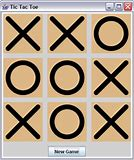 Tic Tac Toe
X X O
O O X
X O X
New Game